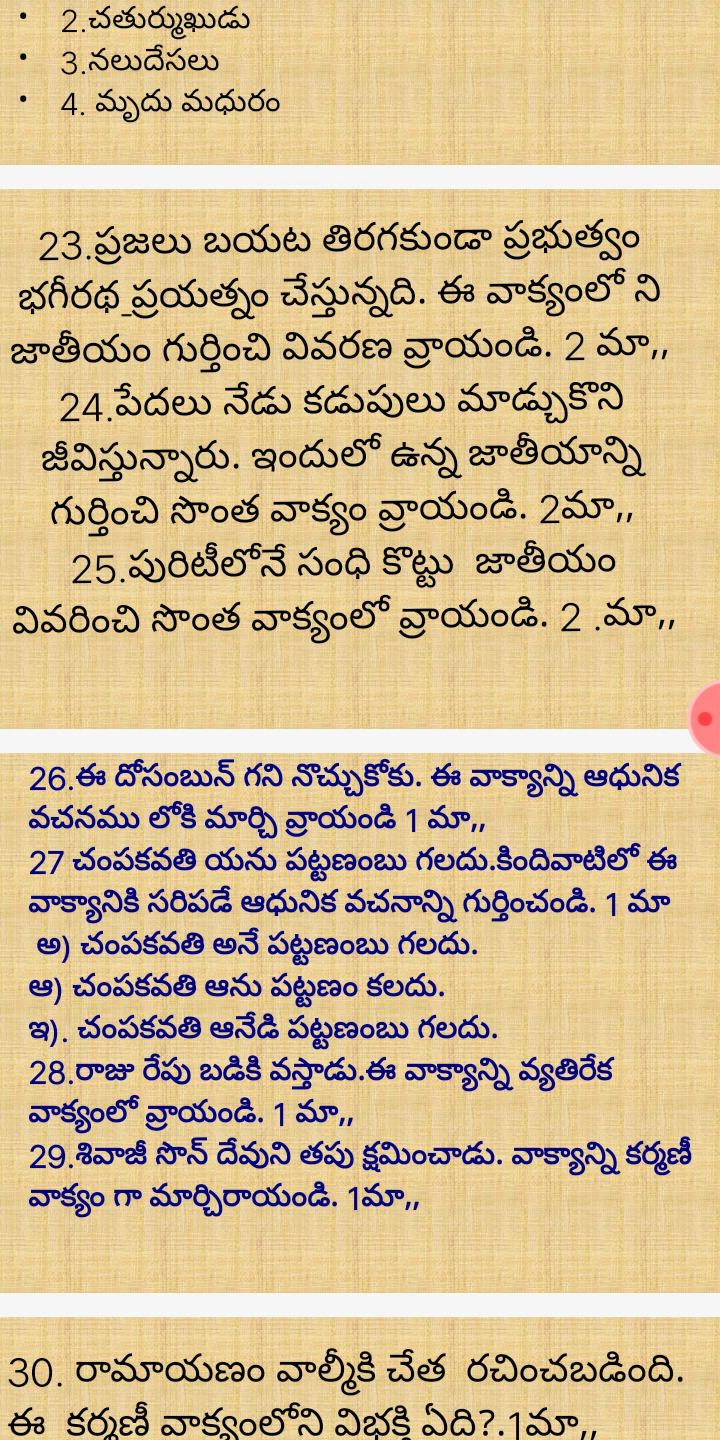 • 2.చతుర్ముఖుడు
• 3.నలుదేసలు
• 4. మృదు మధురం
23.ప్రజలు బయట తిరగకుండా ప్రభుత్వం
భగీరథ_ప్రయత్నం చేస్తున్నది. ఈ వాక్యంలో ని
జాతీయం గుర్తించి వివరణ వ్రాయండి. 2 మా,,
24.పేదలు నేడు కడుపులు మాడ్చుకొని
జీవిస్తున్నారు. ఇందులో ఉన్న జాతీయాన్ని
గుర్తించి సొంత వాక్యం వ్రాయండి. 2మా,,
25.పురిటీలోనే సంధి కొట్టు జాతీయం
వివరించి సొంత వాక్యంలో వ్రాయండి. 2 .మా,,
26.ఈ దోసంబున్ గని నొచ్చుకోకు. ఈ వాక్యాన్ని ఆధునిక
వచనము లోకి మార్చి వ్రాయండి 1 మా,,
27 చంపకవతి యను పట్టణంబు గలదు.కిందివాటిలో ఈ
వాక్యానికి సరిపడే ఆధునిక వచనాన్ని గుర్తించండి. 1 మా
అ) చంపకవతి అనే పట్టణంబు గలదు.
ఆ) చంపకవతి ఆను పట్టణం కలదు.
ఇ). చంపకవతి ఆనేడి పట్టణంబు గలదు.
28.రాజు రేపు బడికి వస్తాడు.ఈ వాక్యాన్ని వ్యతిరేక
వాక్యంలో వ్రాయండి. 1 మా,,
29.శివాజీ సొన్ దేవుని తపు క్షమించాడు. వాక్యాన్ని కర్మణీ
వాక్యం గా మార్చిరాయండి. 1మా,,
30. రామాయణం వాల్మీకి చేత రచించబడింది.
ఈ కర్మణీ వాక్యంలోని విభక్తి ఏది?.1మా,,